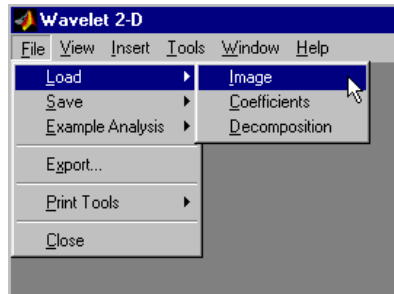 Wavelet 2-D
File View Insert Tools Window Help
Load
Save
Example Analysis
Export...
Print Tools
Close
Image
Coefficients
Decomposition